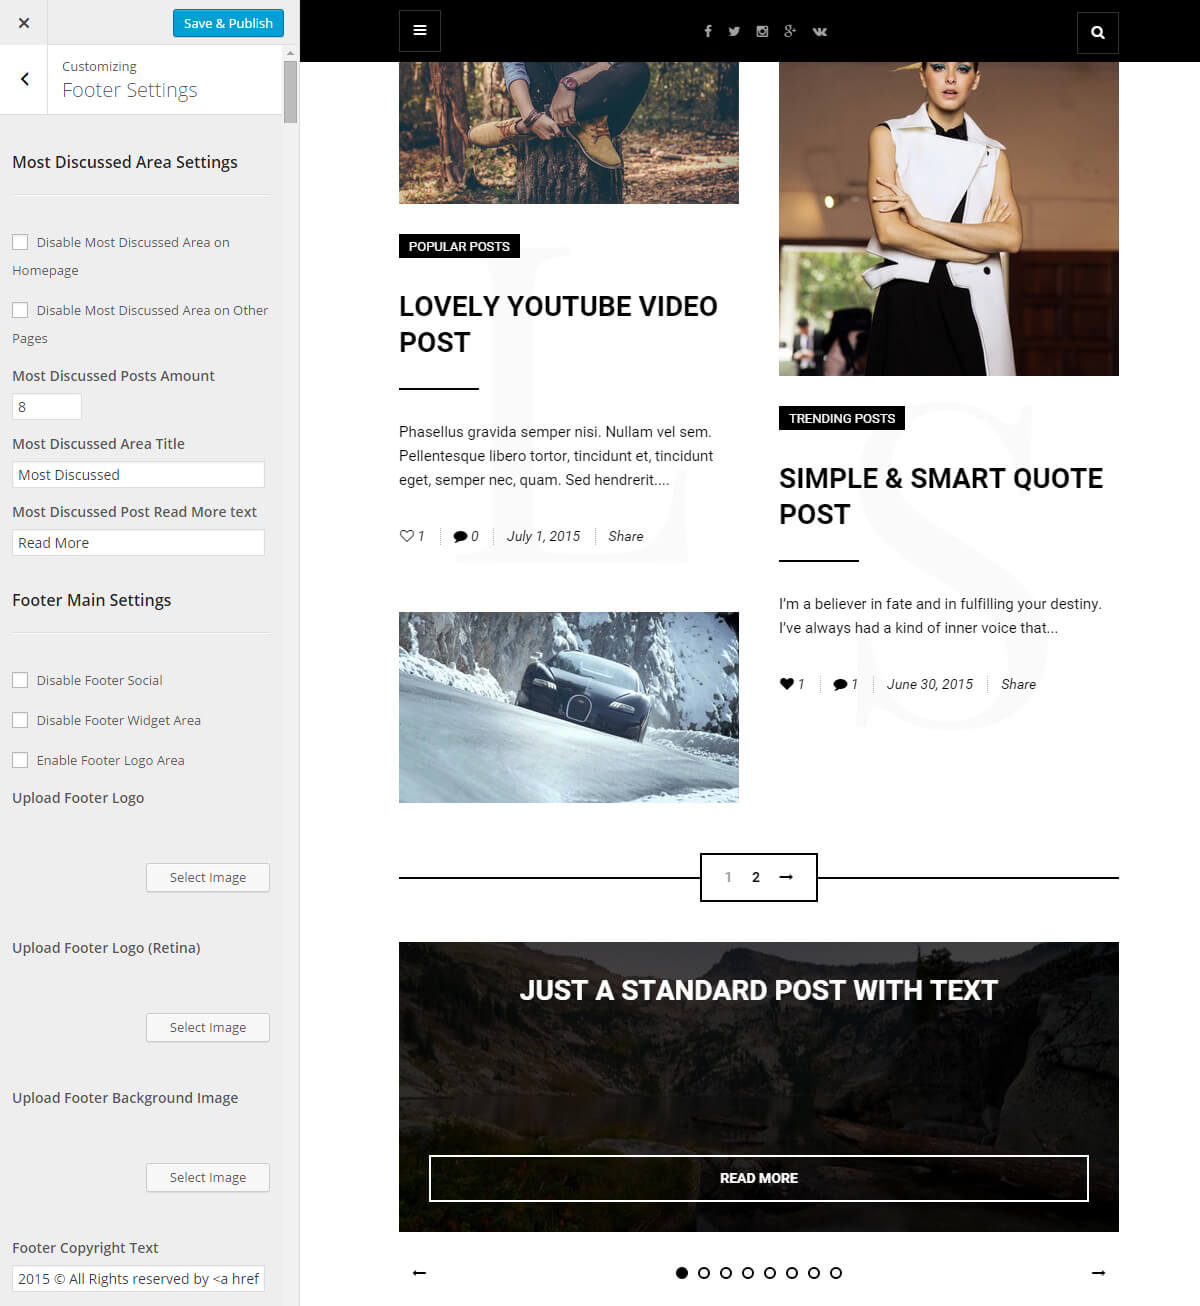 Save & Publish
Customizing
Footer Settings
Most Discussed Area Settings
Disable Most Discussed Area on
Homepage
Disable Most Discussed Area on Other
Pages
Most Discussed Posts Amount
8
Most Discussed Area Title
Most Discussed
Most Discussed Post Read More text
Read More
Footer Main Settings
Disable Footer Social
Disable Footer Widget Area
Enable Footer Logo Area
Upload Footer Logo
Select Image
Upload Footer Logo (Retina)
Select Image
Upload Footer Background Image
Select Image
Footer Copyright Text
2015 © All Rights reserved by <a href
L
POPULAR POSTS
LOVELY YOUTUBE VIDEO
POST
Phasellus gravida semper nisi. Nullam vel sem.
Pellentesque libero tortor, tincidunt et, tincidunt
eget, semper nec, quam. Sed hendrerit....
1 0 July 1, 2015 Share
S
TRENDING POSTS
SIMPLE & SMART QUOTE
POST
I'm a believer in fate and in fulfilling your destiny.
I've always had a kind of inner voice that...
1 1 June 30, 2015 Share
1 2 →
JUST A STANDARD POST WITH TEXT
READ MORE
← →